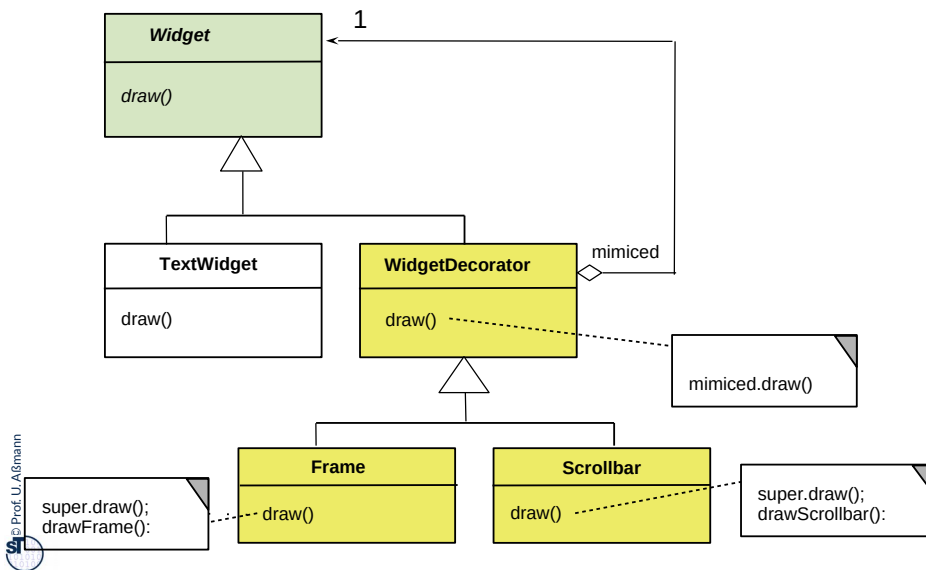 1
Widget
draw()
mimiced
TextWidget
draw()
WidgetDecorator
draw()
mimiced.draw()
Frame
draw()
Scrollbar
draw()
super.draw();
drawFrame():
super.draw();
drawScrollbar():
© Prof. U. Aßmann
ST